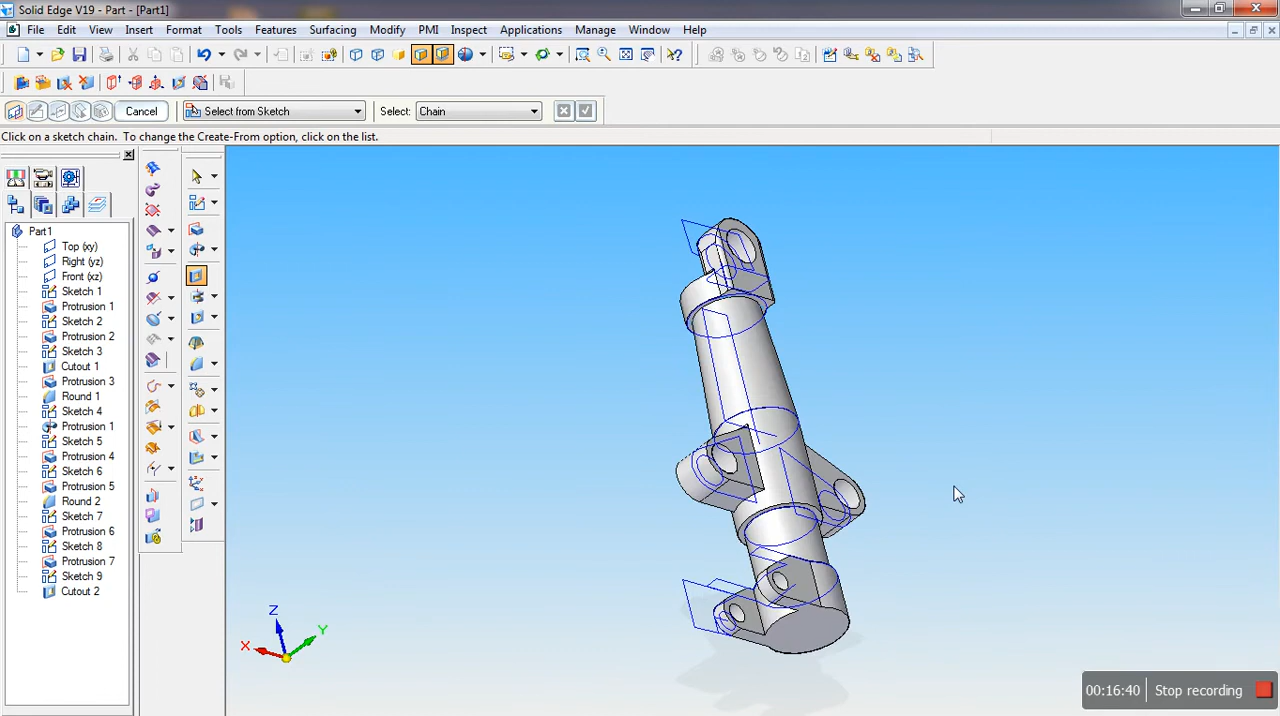 Solid Edge V19 - Part - [Part1]
File Edit View Insert Format Tools Features Surfacing Modify PMI Inspect Applications Manage Window Help
Cancel Select from Sketch Select: Chain
Click on a sketch chain. To change the Create-From option, click on the list.
Part1
Top (xy)
Right (yz)
Front (xz)
Sketch 1
Protrusion 1
Sketch 2
Protrusion 2
Sketch 3
Cutout 1
Protrusion 3
Round 1
Sketch 4
Protrusion 1
Sketch 5
Protrusion 4
Sketch 6
Protrusion 5
Round 2
Sketch 7
Protrusion 6
Sketch 8
Protrusion 7
Sketch 9
Cutout 2
Z
Y
X
00:16:40 Stop recording